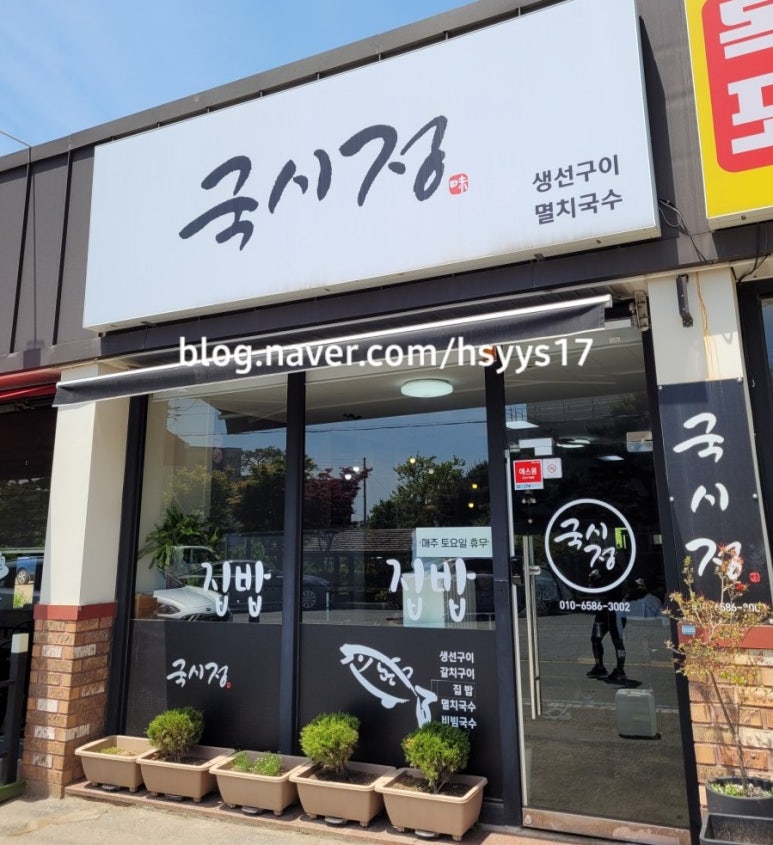 국시정 味
생선구이
멸치국수
blog.naver.com/hsyys17
에스원
국시정
매주 토요일 휴무
집밥
집밥
국시정
010-6586-3002
국시정
생선구이
갈치구이
집밥
멸치국수
비빔국수